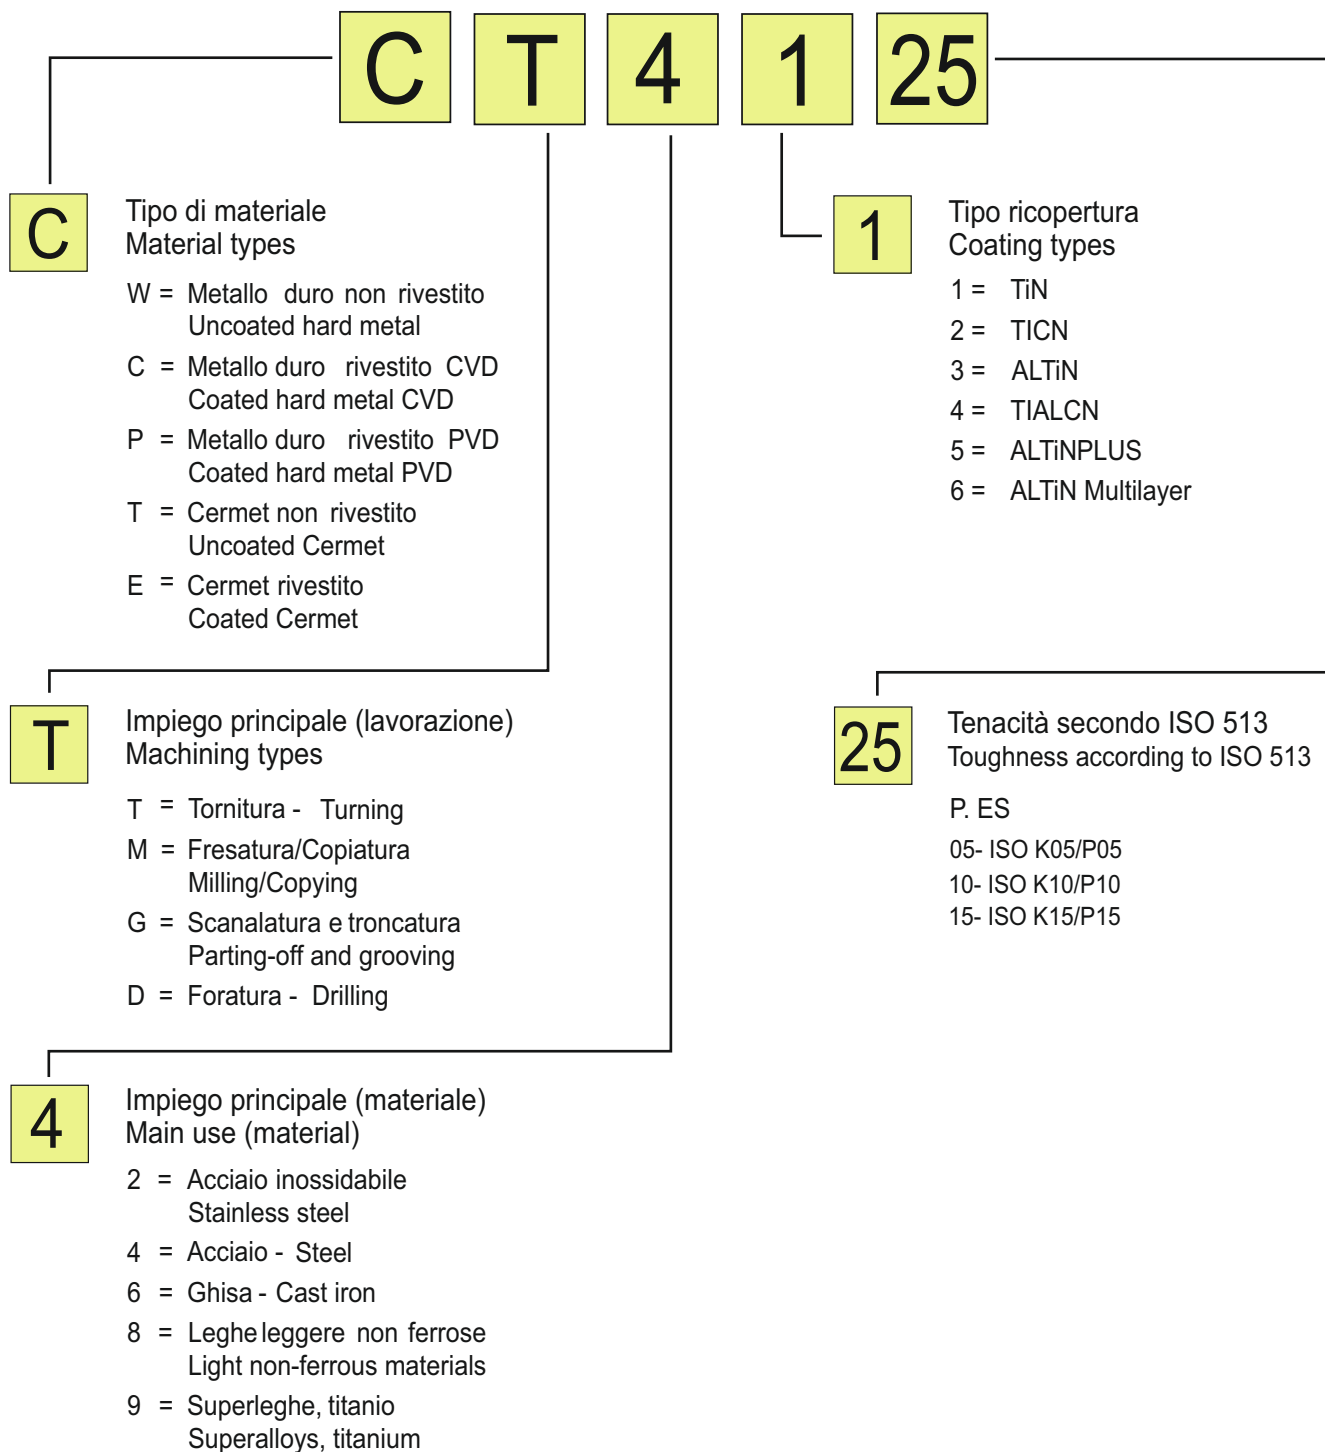 C T 4 1 25
C
Tipo di materiale
Material types
W = Metallo duro non rivestito
Uncoated hard metal
C = Metallo duro rivestito CVD
Coated hard metal CVD
P = Metallo duro rivestito PVD
Coated hard metal PVD
T = Cermet non rivestito
Uncoated Cermet
E = Cermet rivestito
Coated Cermet
T
Impiego principale (lavorazione)
Machining types
T = Tornitura - Turning
M = Fresatura/Copiatura
Milling/Copying
G = Scanalatura e troncatura
Parting-off and grooving
D = Foratura - Drilling
4
Impiego principale (materiale)
Main use (material)
2 = Acciaio inossidabile
Stainless steel
4 = Acciaio - Steel
6 = Ghisa - Cast iron
8 = Leghe leggere non ferrose
Light non-ferrous materials
9 = Superleghe, titanio
Superalloys, titanium
1
Tipo ricopertura
Coating types
1 = TiN
2 = TICN
3 = ALTiN
4 = TIALCN
5 = ALTiNPLUS
6 = ALTiN Multilayer
25
Tenacità secondo ISO 513
Toughness according to ISO 513
P. ES
05- ISO K05/P05
10- ISO K10/P10
15- ISO K15/P15